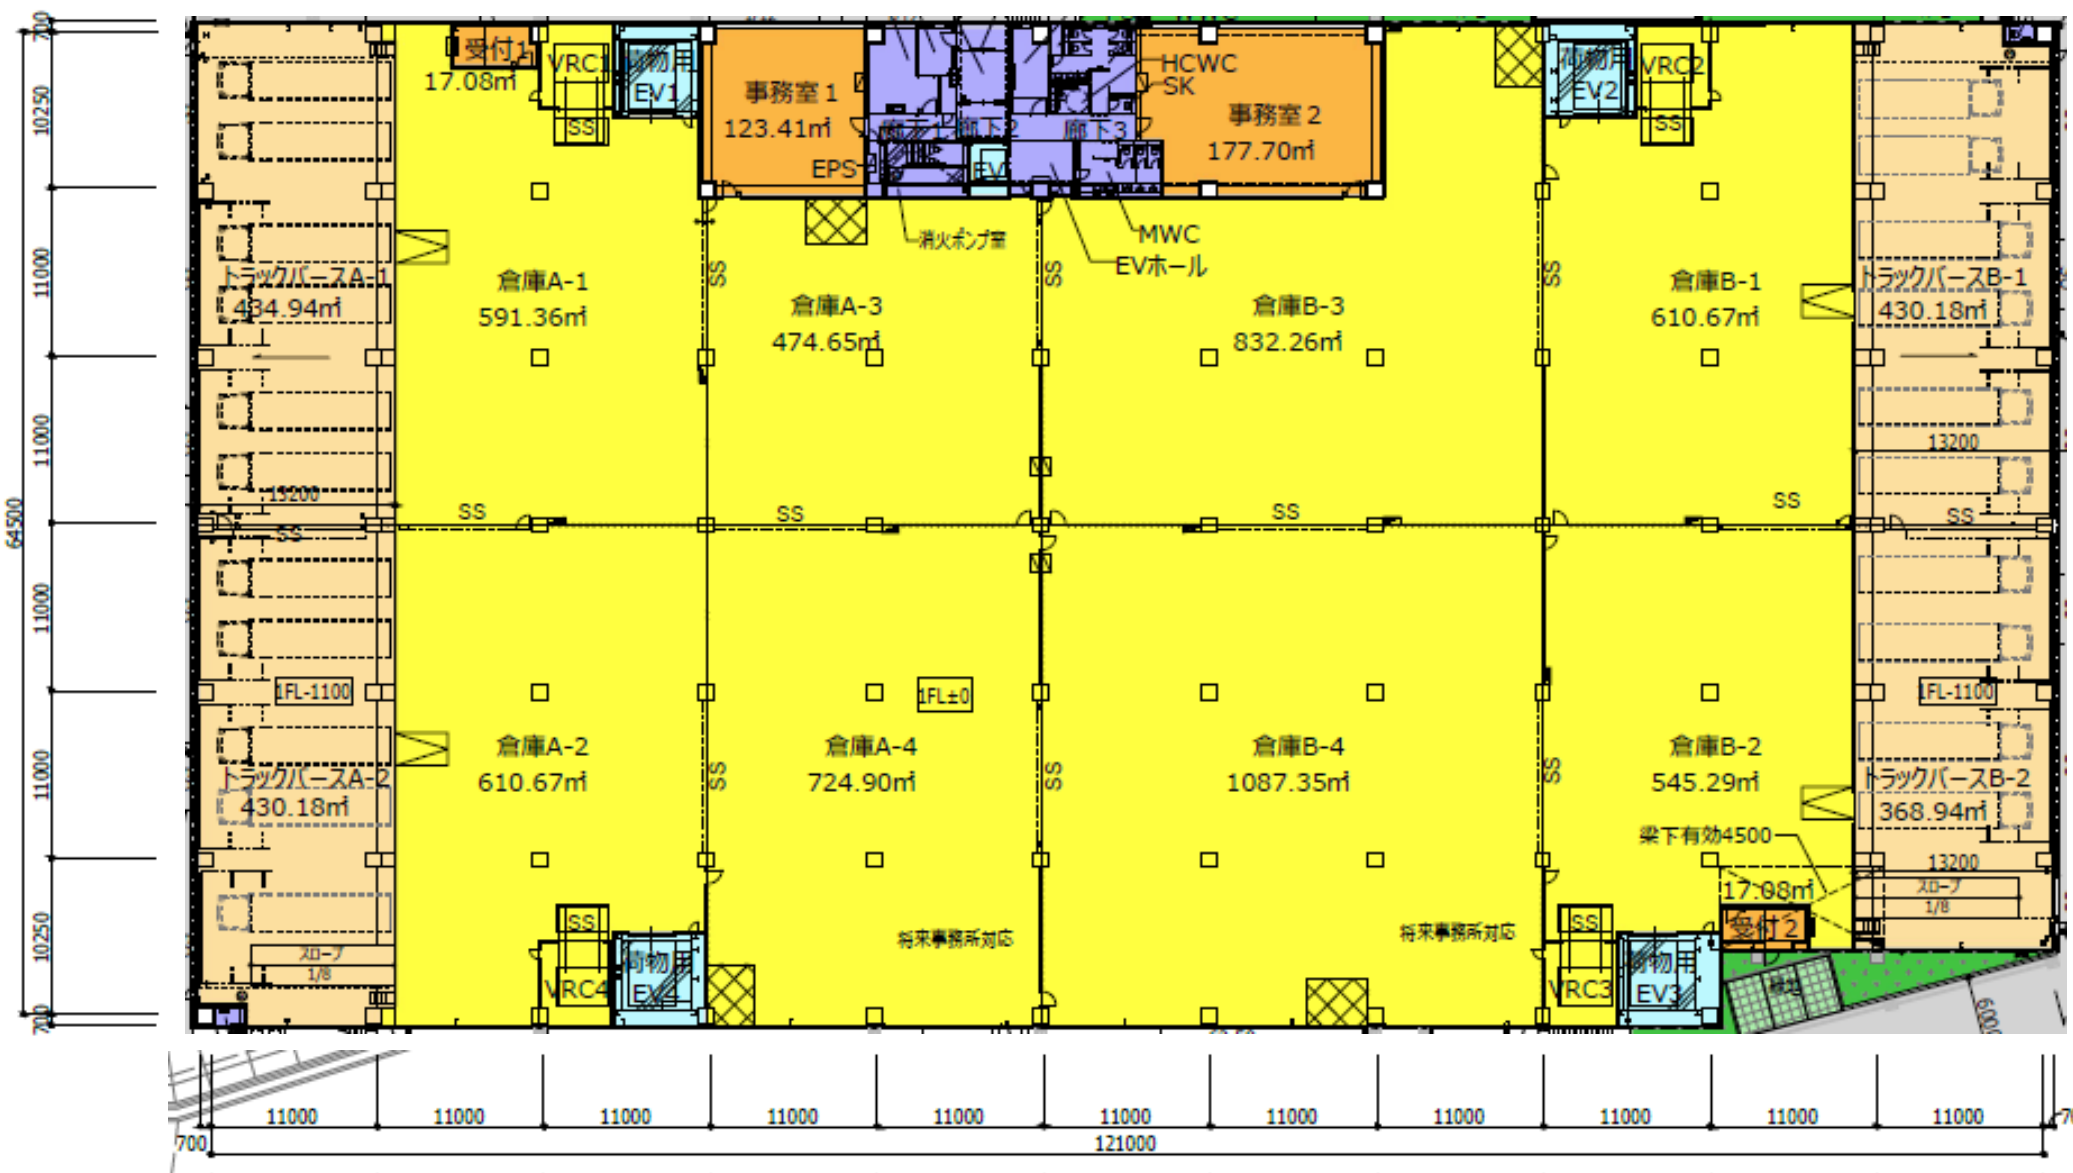 700
10250
11000
11000
11000
11000
10250
700
64500
受付1
17.08㎡
VRC1
SS
荷物用
EV1
事務室1
123.41㎡
EPS
廊下1
廊下2
廊下3
EV
HCWC
SK
事務室2
177.70㎡
消火ポンプ室
MWC
EVホール
荷物用
EV2
VRC2
SS
トラックバースA-1
434.94㎡
倉庫A-1
591.36㎡
SS
倉庫A-3
474.65㎡
SS
倉庫B-3
832.26㎡
SS
倉庫B-1
610.67㎡
トラックバースB-1
430.18㎡
13200
13200
SS
SS
SS
SS
SS
SS
1FL-1100
1FL±0
1FL-1100
トラックバースA-2
430.18㎡
倉庫A-2
610.67㎡
SS
倉庫A-4
724.90㎡
SS
倉庫B-4
1087.35㎡
SS
倉庫B-2
545.29㎡
トラックバースB-2
368.94㎡
梁下有効4500
13200
17.08㎡
スロープ
1/8
受付2
スロープ
1/8
SS
荷物用
VRC4
将来事務所対応
将来事務所対応
SS
荷物用
VRC3
EV3
6000
11000 11000 11000 11000 11000 11000 11000 11000 11000 11000 11000
700
121000